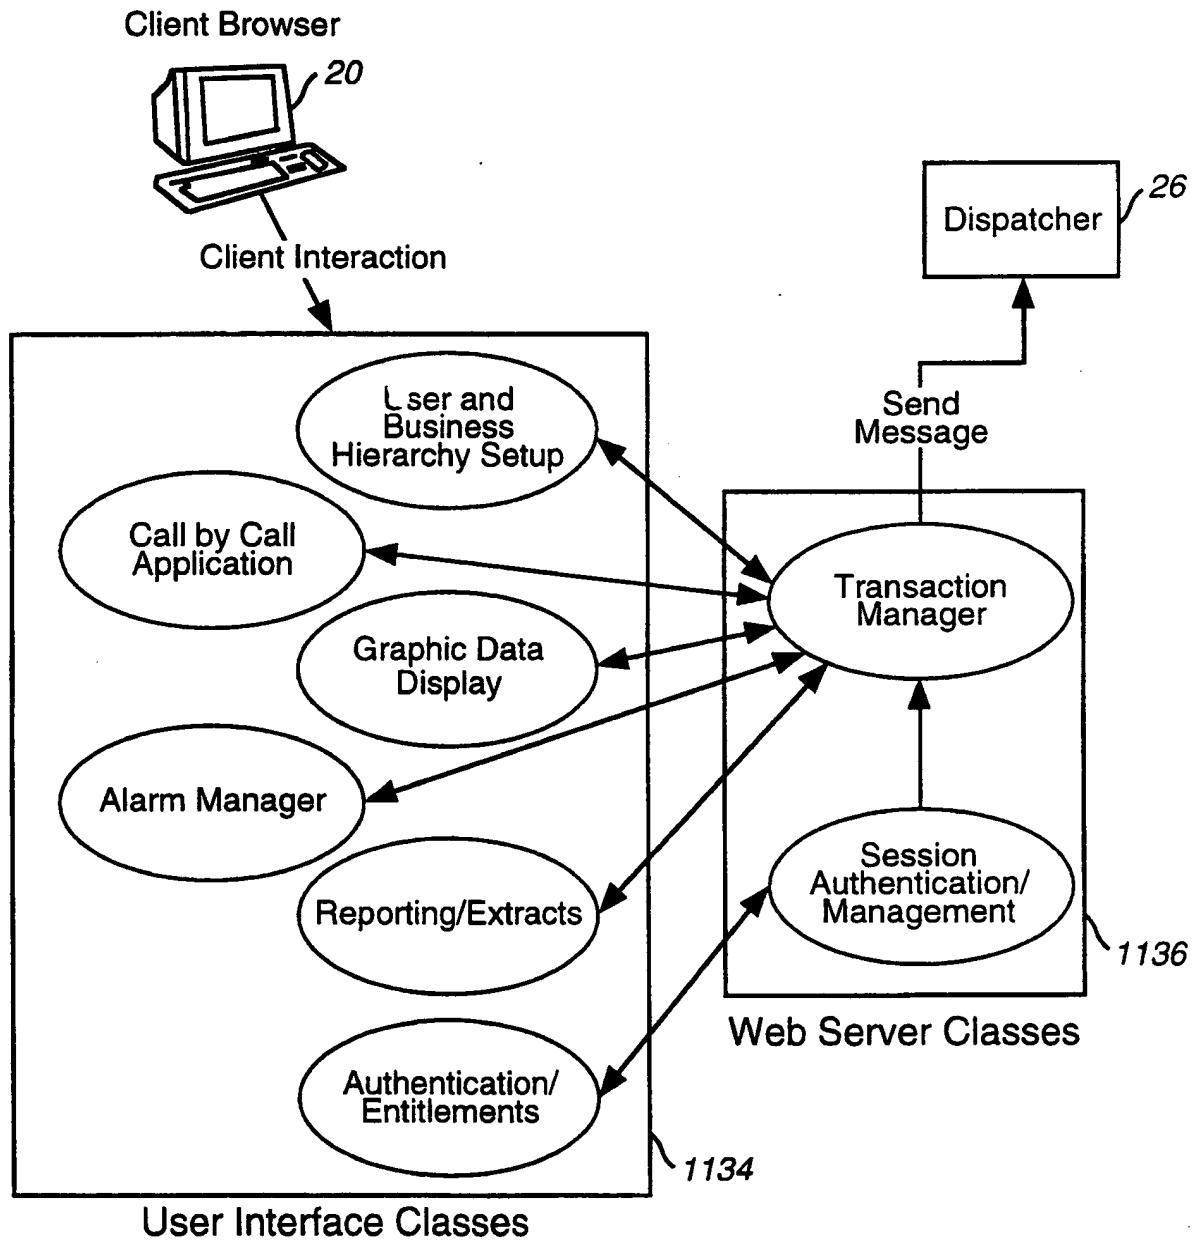 Client Browser
20
Client Interaction
Dispatcher
26
Send
Message
User and
Business
Hierarchy Setup
Call by Call
Application
Graphic Data
Display
Alarm Manager
Reporting/Extracts
Authentication/
Entitlements
1134
User Interface Classes
Transaction
Manager
Session
Authentication/
Management
1136
Web Server Classes